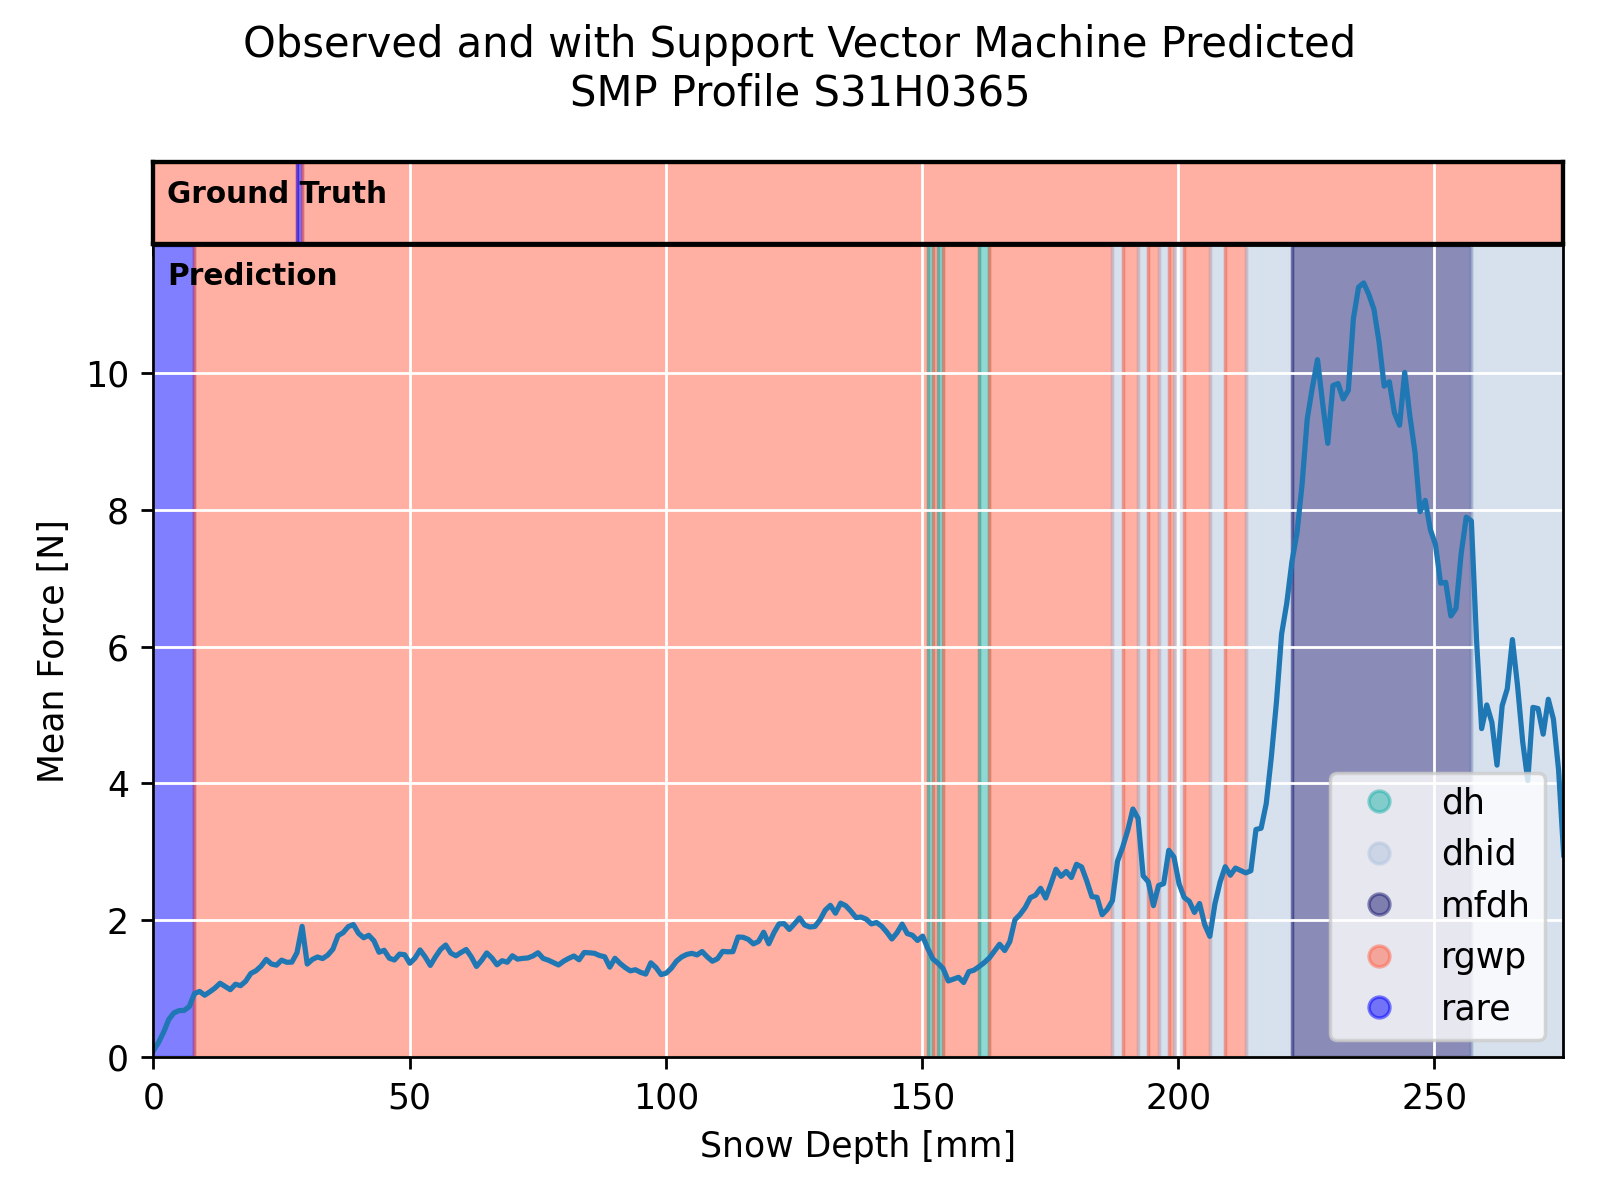 Observed and with Support Vector Machine Predicted
SMP Profile S31H0365
Ground Truth
Prediction
10
8
6
4
2
0
Mean Force [N]
dh
dhid
mfdh
rgwp
rare
0 50 100 150 200 250
Snow Depth [mm]